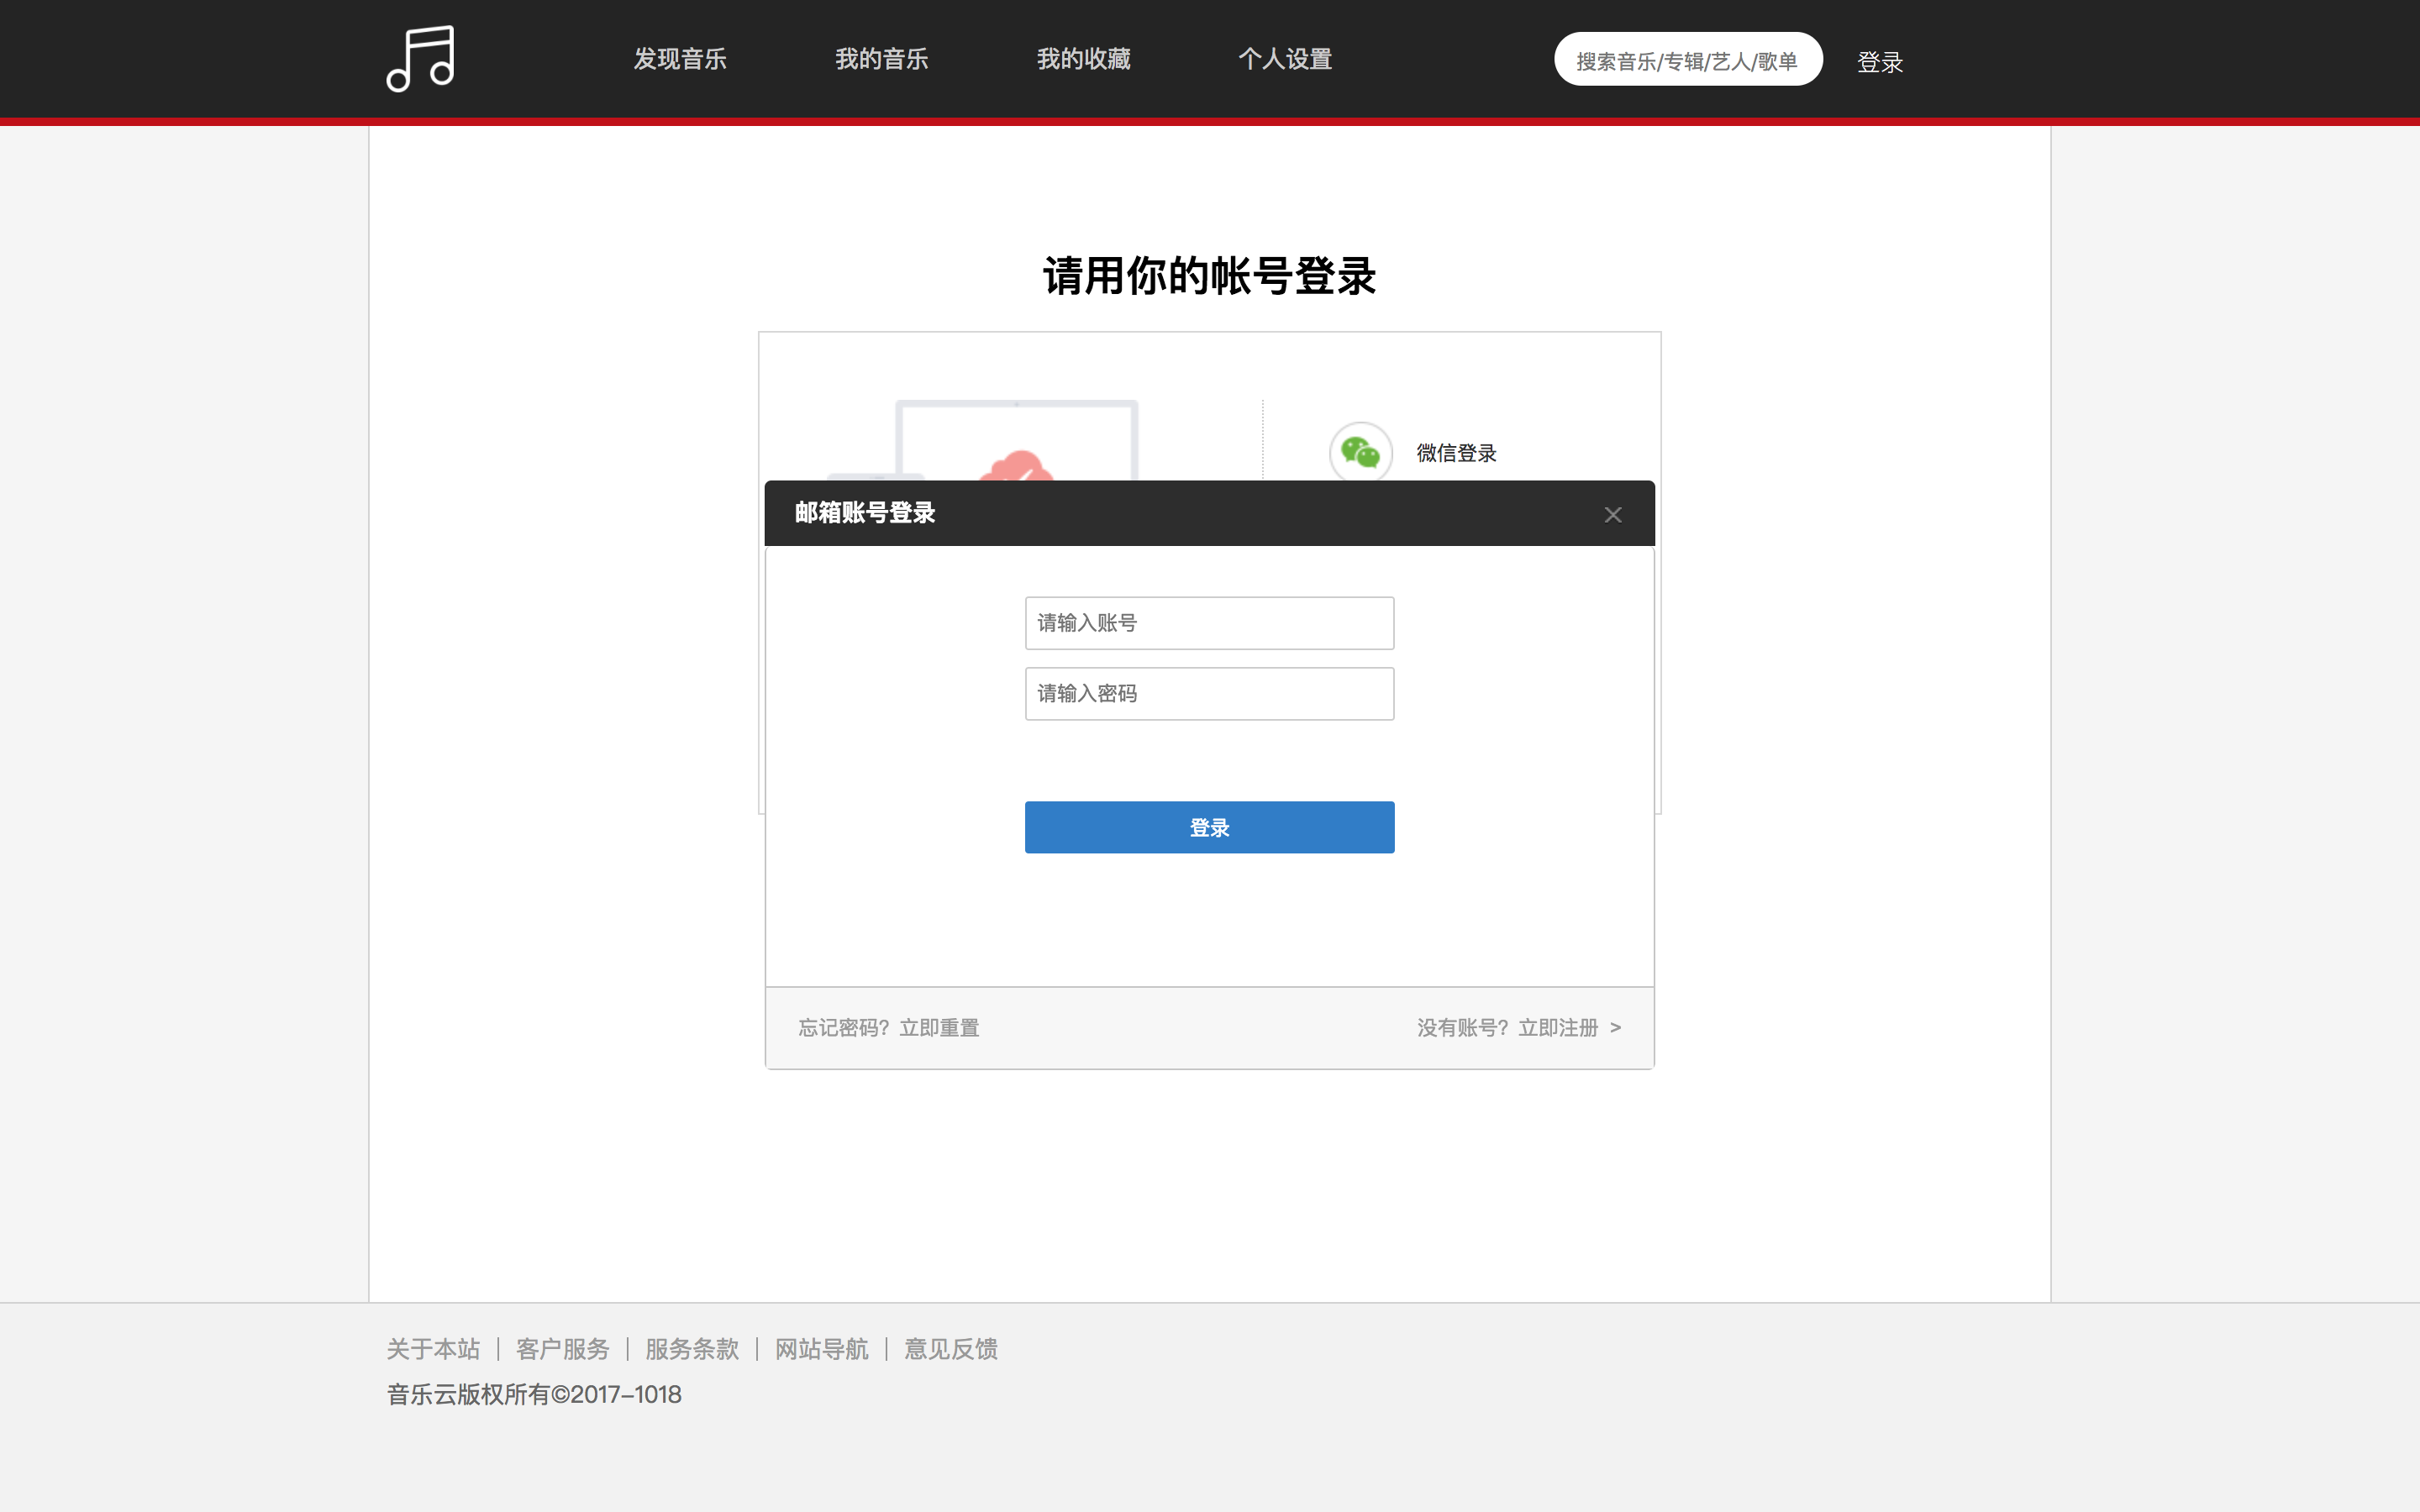 发现音乐 我的音乐 我的收藏 个人设置 搜索音乐/专辑/艺人/歌单 登录
请用你的帐号登录
微信登录
邮箱账号登录
请输入账号
请输入密码
登录
忘记密码? 立即重置 没有账号? 立即注册 >
关于本站 | 客户服务 | 服务条款 | 网站导航 | 意见反馈
音乐云版权所有©2017-1018